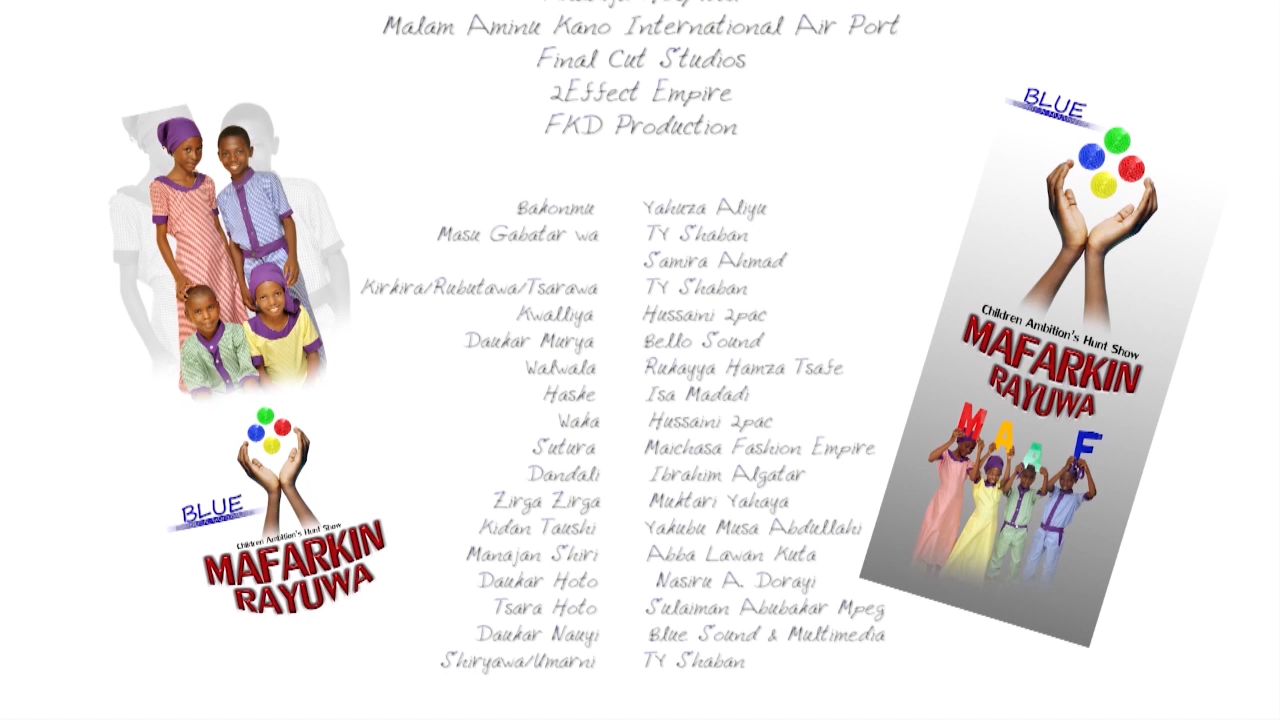 Malam Aminu Kano International Air Port
Final Cut Studios
2Effect Empire
FKD Production
Bakonmu Yahuza Aliyu
Masu Gabatar wa TY Shaban
Samira Ahmad
Kirkira/Rubutawa/Tsarawa TY Shaban
Kwalliya Hussaini 2pac
Daukar Murya Bello Sound
Walwala Rukayya Hamza Tsafe
Haske Isa Madadi
Waka Hussaini 2pac
Sutura Maichasa Fashion Empire
Dandali Ibrahim Algatar
Zirga Zirga Muktari Yahaya
Kidan Taushi Yakubu Musa Abdullahi
Manajan Shiri Abba Lawan Kuta
Daukar Hoto Nasiru A. Dorayi
Tsara Hoto Sulaiman Abubakar Mpeg
Daukar Nauyi Blue Sound & Multimedia
Shiryawa/Umarni TY Shaban
BLUE
Children Ambition's Hunt Show
MAFARKIN
RAYUWA
BLUE
Children Ambition's Hunt Show
MAFARKIN
RAYUWA